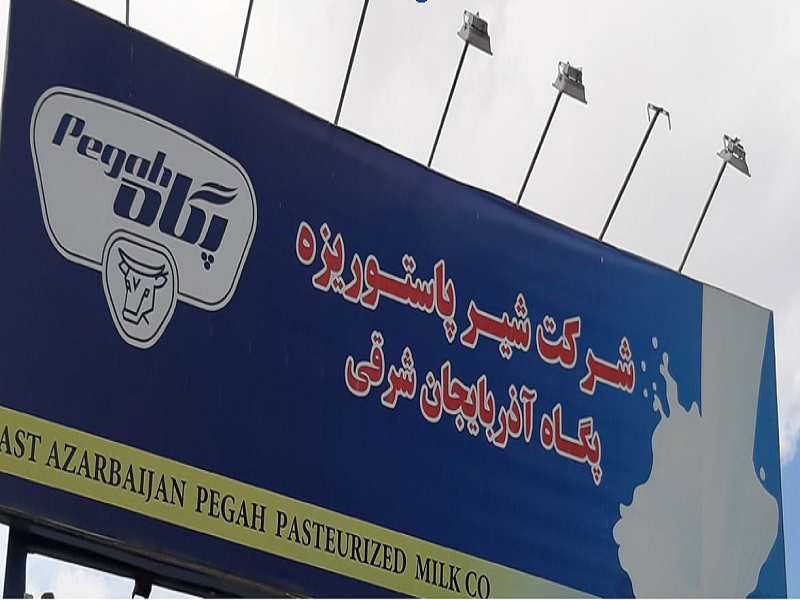 Pegah
پگاه
شرکت شیر پاستوریزه
پگاه آذربایجان شرقی
AST AZARBAIJAN PEGAH PASTEURIZED MILK CO